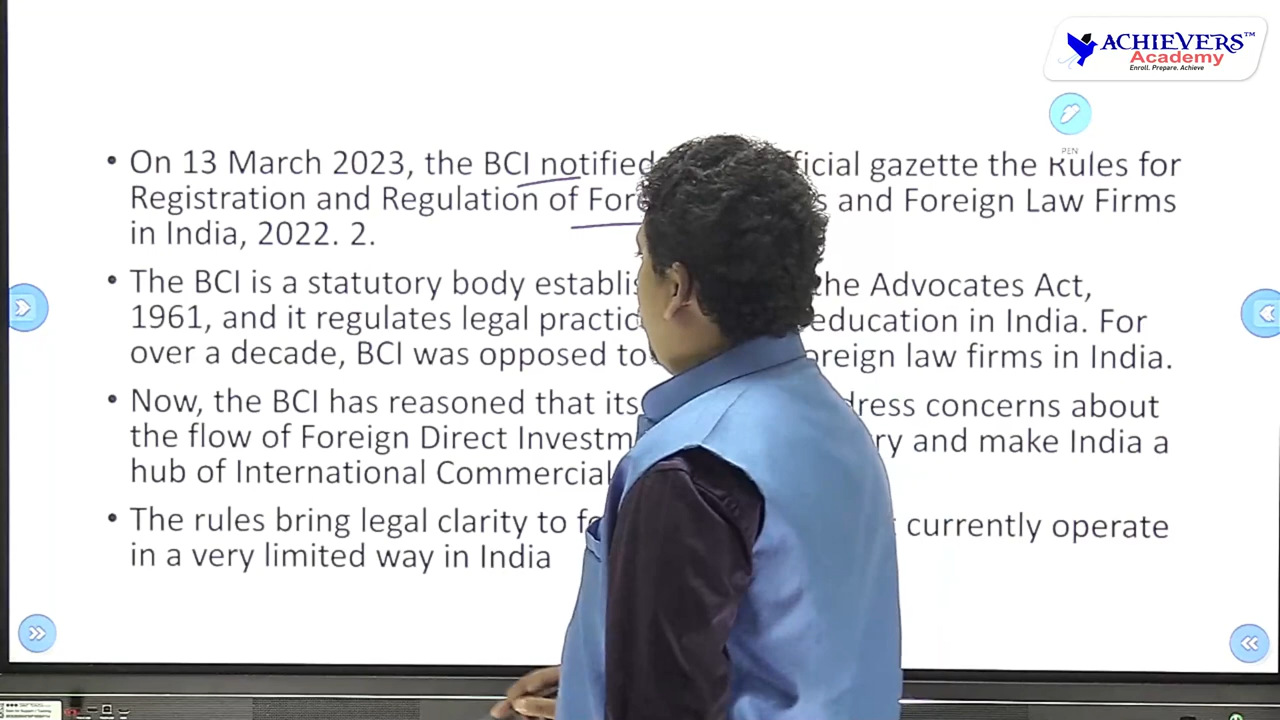 ACHIEVERS™
Academy
Enroll. Prepare. Achieve
PEN
• On 13 March 2023, the BCI notified ficial gazette the Rules for
Registration and Regulation of For s and Foreign Law Firms
in India, 2022. 2.
• The BCI is a statutory body establis he Advocates Act,
1961, and it regulates legal practic education in India. For
over a decade, BCI was opposed to oreign law firms in India.
• Now, the BCI has reasoned that its dress concerns about
the flow of Foreign Direct Investm ry and make India a
hub of International Commercial
• The rules bring legal clarity to fo currently operate
in a very limited way in India